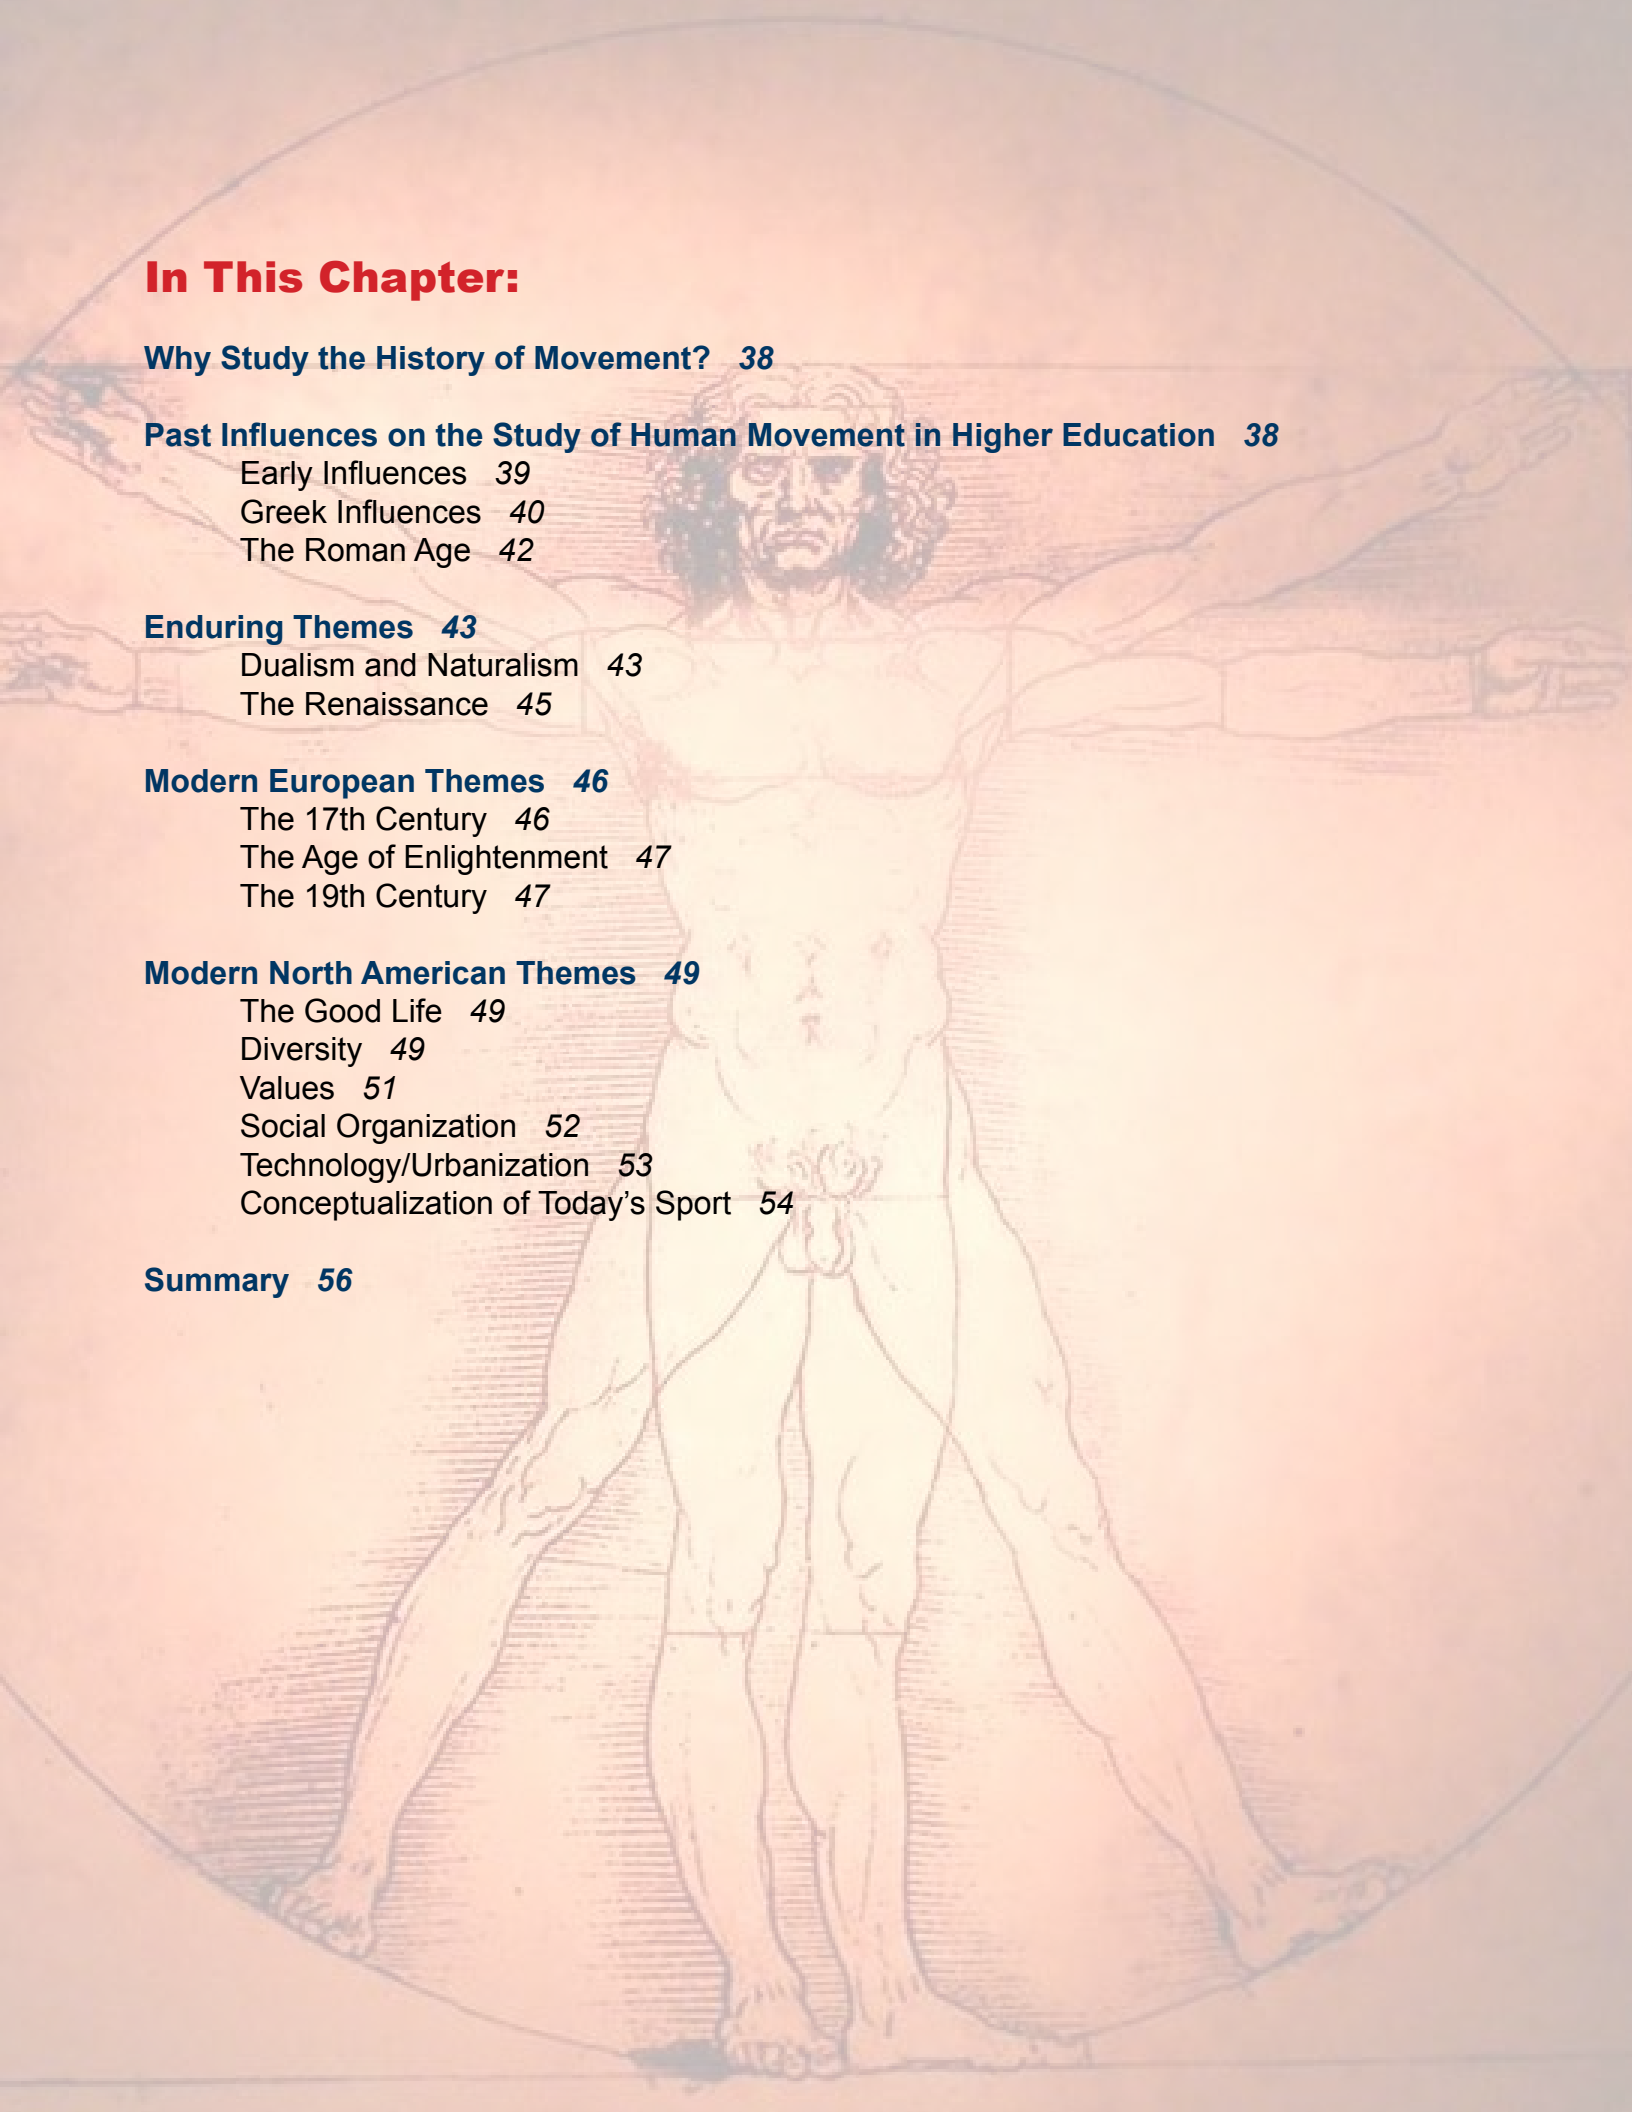 In This Chapter:
Why Study the History of Movement? 38
Past Influences on the Study of Human Movement in Higher Education 38
Early Influences 39
Greek Influences 40
The Roman Age 42
Enduring Themes 43
Dualism and Naturalism 43
The Renaissance 45
Modern European Themes 46
The 17th Century 46
The Age of Enlightenment 47
The 19th Century 47
Modern North American Themes 49
The Good Life 49
Diversity 49
Values 51
Social Organization 52
Technology/Urbanization 53
Conceptualization of Today’s Sport 54
Summary 56